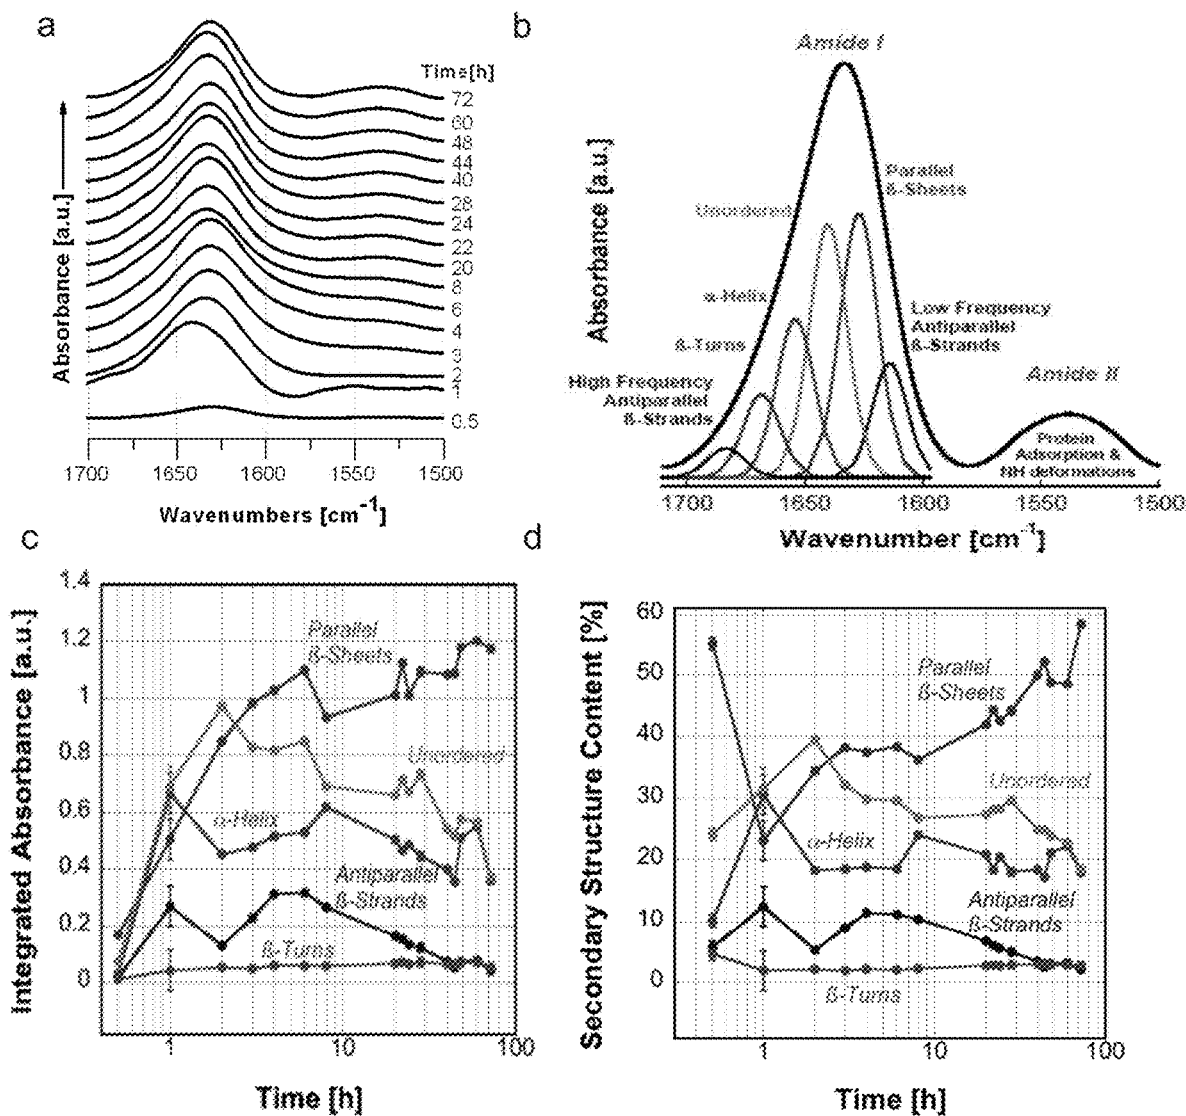 a
Time[h]
72
60
48
44
40
28
24
22
20
8
6
4
3
2
1
0.5
Absorbance [a.u.]
1700
1650
1600
1550
1500
Wavenumbers [cm-1]
b
Amide I
Parallel
ß-Sheets
Unordered
α-Helix
Low Frequency
Antiparallel
ß-Strands
ß-Turns
High Frequency
Antiparallel
ß-Strands
Amide II
Protein
Adsorption &
NH deformations
Absorbance [a.u.]
1700
1650
1600
1550
1500
Wavenumber [cm-1]
c
1.4
1.2
1
0.8
0.6
0.4
0.2
0
Integrated Absorbance [a.u.]
Parallel
ß-Sheets
Unordered
α-Helix
Antiparallel
ß-Strands
ß-Turns
1
10
100
Time [h]
d
60
50
40
30
20
10
0
Secondary Structure Content [%]
Parallel
ß-Sheets
Unordered
α-Helix
Antiparallel
ß-Strands
ß-Turns
1
10
100
Time [h]